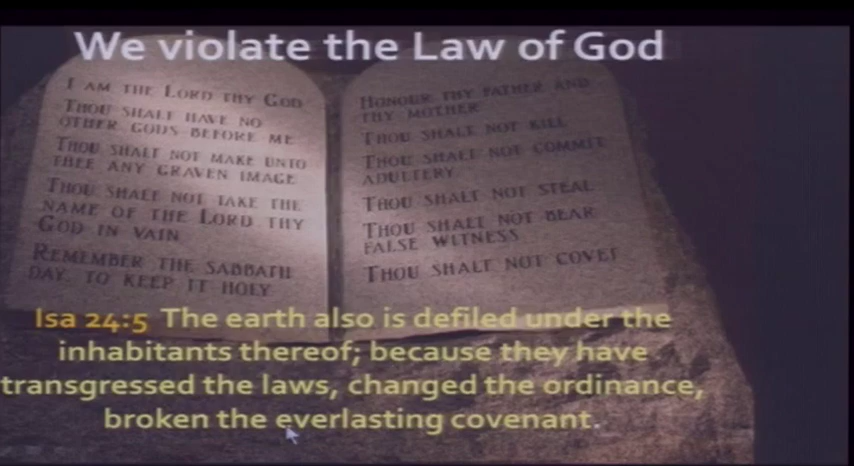 We violate the Law of God
I AM THE LORD THY GOD
THOU SHALT HAVE NO
OTHER GODS BEFORE ME
THOU SHALT NOT MAKE UNTO
THEE ANY GRAVEN IMAGE
THOU SHALT NOT TAKE THE
NAME OF THE LORD THY
GOD IN VAIN
REMEMBER THE SABBATH
DAY, TO KEEP IT HOLY
HONOUR THY FATHER AND
THY MOTHER
THOU SHALT NOT KILL
THOU SHALT NOT COMMIT
ADULTERY
THOU SHALT NOT STEAL
THOU SHALT NOT BEAR
FALSE WITNESS
THOU SHALT NOT COVET
Isa 24:5 The earth also is defiled under the
inhabitants thereof; because they have
transgressed the laws, changed the ordinance,
broken the everlasting covenant.